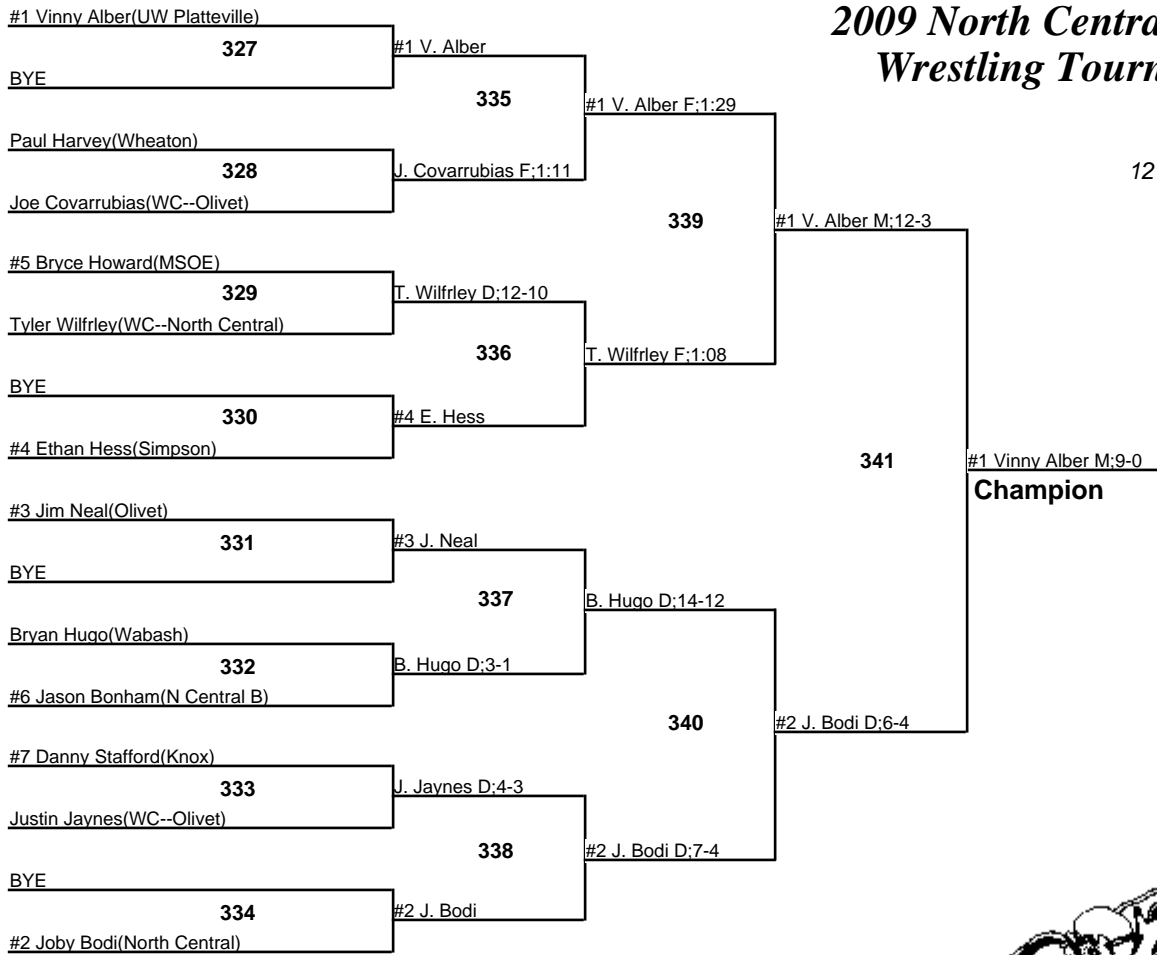 2009 North Centra
Wrestling Tourn
12
#1 Vinny Alber(UW Platteville)
327
BYE
#1 V. Alber
335
Paul Harvey(Wheaton)
328
Joe Covarrubias(WC--Olivet)
J. Covarrubias F;1:11
#1 V. Alber F;1:29
339
#5 Bryce Howard(MSOE)
329
Tyler Wilfrley(WC--North Central)
T. Wilfrley D;12-10
336
BYE
330
#4 Ethan Hess(Simpson)
#4 E. Hess
T. Wilfrley F;1:08
#1 V. Alber M;12-3
341
#1 Vinny Alber M;9-0
Champion
#3 Jim Neal(Olivet)
331
BYE
#3 J. Neal
337
Bryan Hugo(Wabash)
332
#6 Jason Bonham(N Central B)
B. Hugo D;3-1
B. Hugo D;14-12
340
#2 J. Bodi D;6-4
#7 Danny Stafford(Knox)
333
Justin Jaynes(WC--Olivet)
J. Jaynes D;4-3
338
BYE
334
#2 Joby Bodi(North Central)
#2 J. Bodi
#2 J. Bodi D;7-4